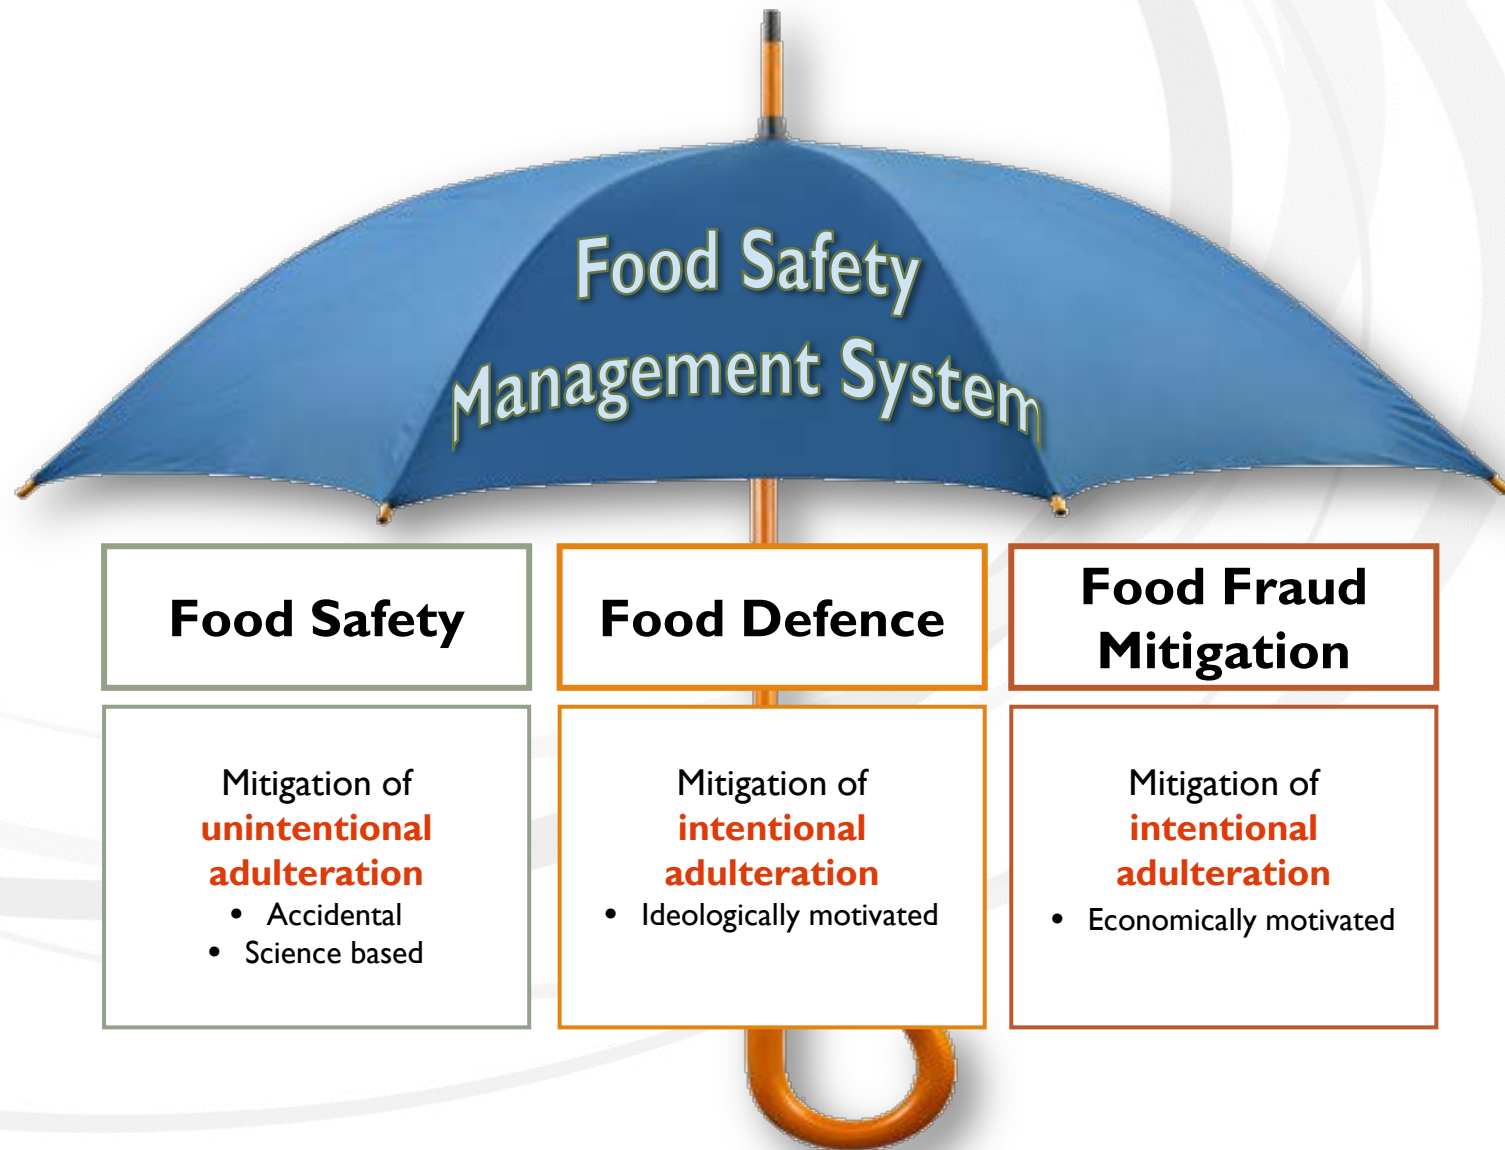 Food Safety
Management System
Food Safety
Food Defence
Food Fraud
Mitigation
Mitigation of
unintentional
adulteration
• Accidental
• Science based
Mitigation of
intentional
adulteration
• Ideologically motivated
Mitigation of
intentional
adulteration
• Economically motivated